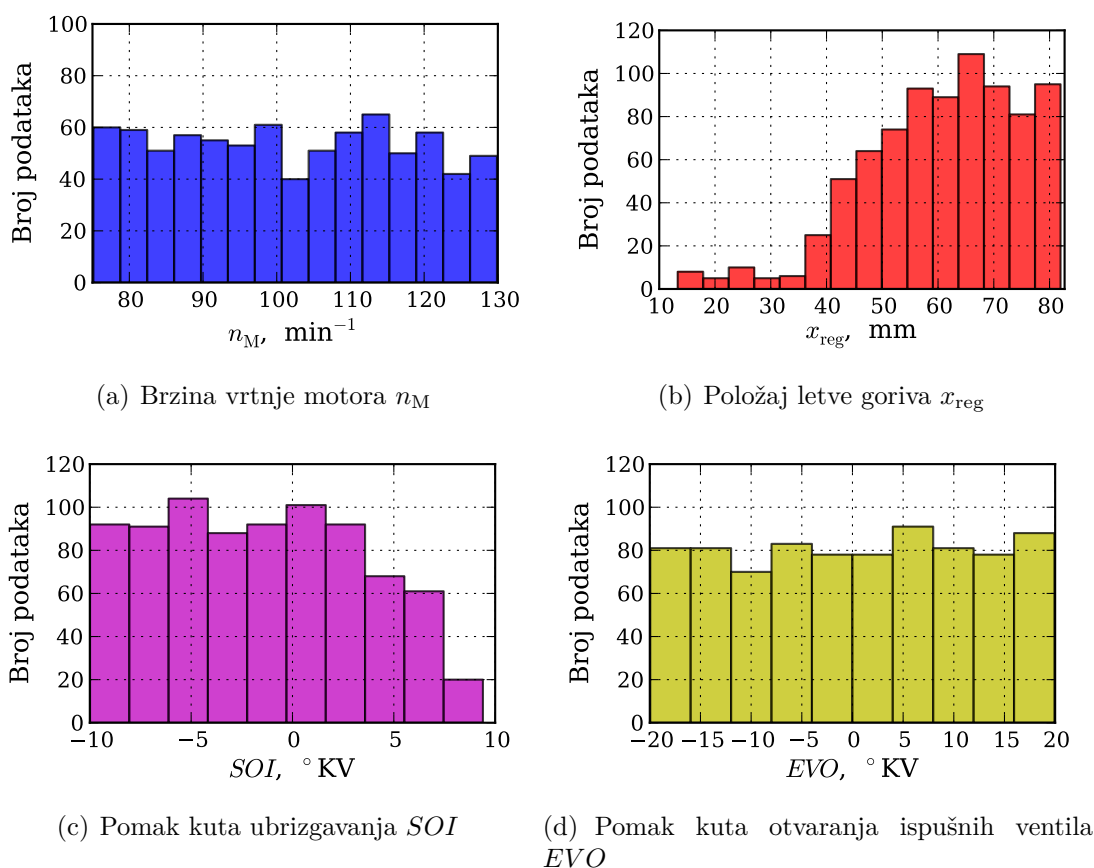 100
80
60
40
20
0
Broj podataka
80 90 100 110 120 130
n_M, min⁻¹
(a) Brzina vrtnje motora n_M
120
100
80
60
40
20
0
Broj podataka
10 20 30 40 50 60 70 80
x_reg, mm
(b) Položaj letve goriva x_reg
120
100
80
60
40
20
0
Broj podataka
−10 −5 0 5 10
SOI, °KV
(c) Pomak kuta ubrizgavanja SOI
120
100
80
60
40
20
0
Broj podataka
−20 −15 −10 −5 0 5 10 15 20
EVO, °KV
(d) Pomak kuta otvaranja ispušnih ventila
EVO